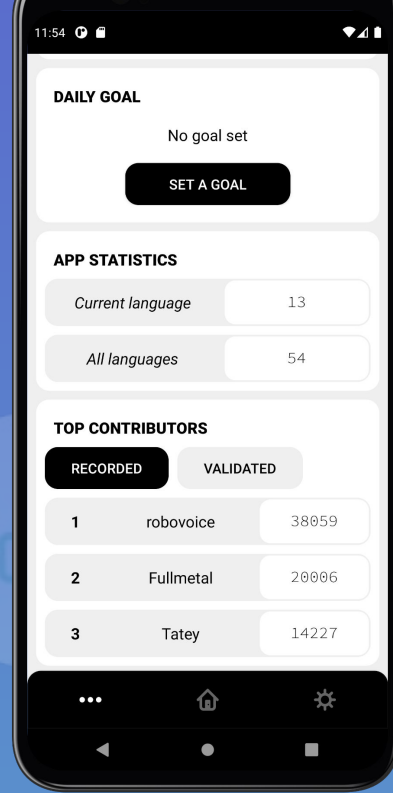 11:54
DAILY GOAL
No goal set
SET A GOAL
APP STATISTICS
Current language 13
All languages 54
TOP CONTRIBUTORS
RECORDED VALIDATED
1 robovoice 38059
2 Fullmetal 20006
3 Tatey 14227